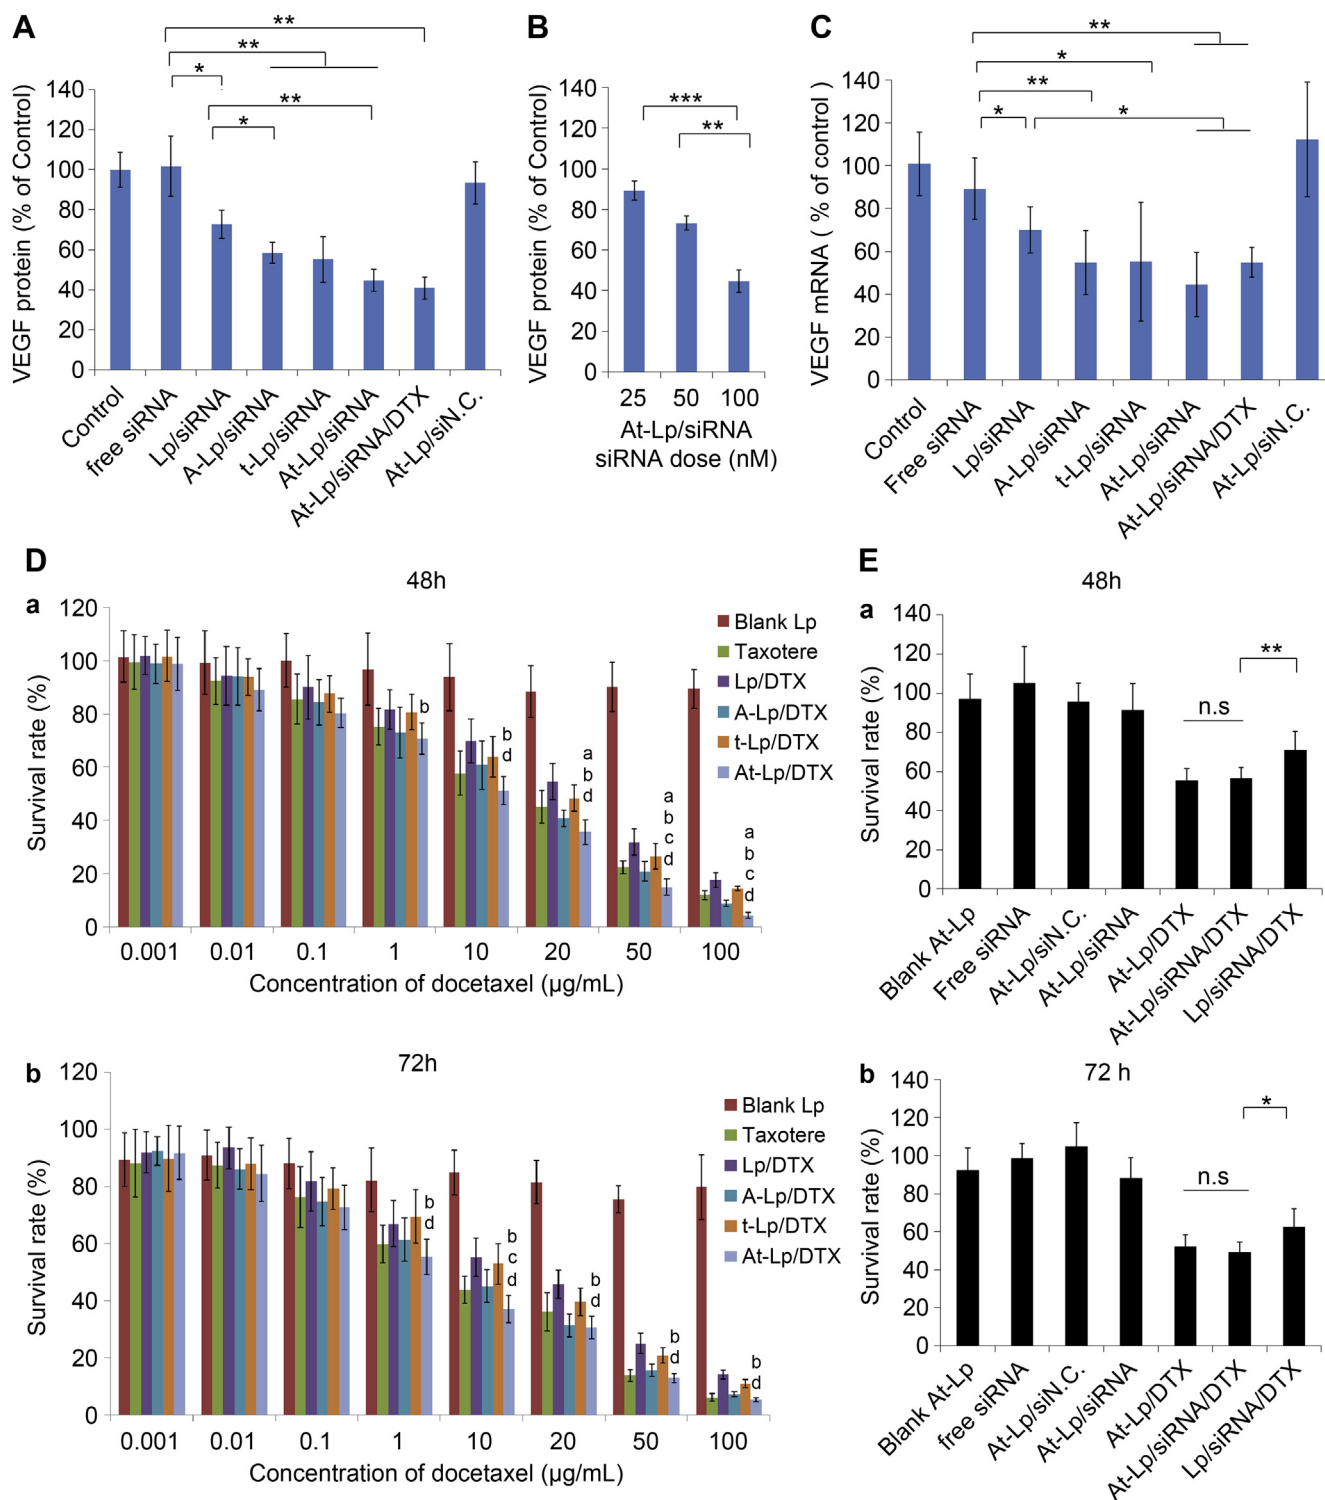 A
VEGF protein (% of Control)
140
120
100
80
60
40
20
0
**
**
*
**
*
Control
free siRNA
Lp/siRNA
A-Lp/siRNA
t-Lp/siRNA
At-Lp/siRNA
At-Lp/siRNA/DTX
At-Lp/siN.C.
B
VEGF protein (% of Control)
140
120
100
80
60
40
20
0
***
**
25 50 100
At-Lp/siRNA
siRNA dose (nM)
C
VEGF mRNA ( % of control )
140
120
100
80
60
40
20
0
**
*
**
*
*
Control
Free siRNA
Lp/siRNA
A-Lp/siRNA
t-Lp/siRNA
At-Lp/siRNA
At-Lp/siRNA/DTX
At-Lp/siN.C.
D
48h
a
Survival rate (%)
120
100
80
60
40
20
0
Blank Lp
Taxotere
Lp/DTX
A-Lp/DTX
t-Lp/DTX
At-Lp/DTX
b
d
b
d
a
b
d
a
b
c
d
a
b
c
d
0.001 0.01 0.1 1 10 20 50 100
Concentration of docetaxel (µg/mL)
72h
b
Survival rate (%)
120
100
80
60
40
20
0
Blank Lp
Taxotere
Lp/DTX
A-Lp/DTX
t-Lp/DTX
At-Lp/DTX
b
d
b
c
d
b
d
b
d
b
d
0.001 0.01 0.1 1 10 20 50 100
Concentration of docetaxel (µg/mL)
E
48h
a
Survival rate (%)
140
120
100
80
60
40
20
0
**
n.s
Blank At-Lp
Free siRNA
At-Lp/siN.C.
At-Lp/siRNA
At-Lp/DTX
At-Lp/siRNA/DTX
Lp/siRNA/DTX
72 h
b
Survival rate (%)
140
120
100
80
60
40
20
0
*
n.s
Blank At-Lp
free siRNA
At-Lp/siN.C.
At-Lp/siRNA
At-Lp/DTX
At-Lp/siRNA/DTX
Lp/siRNA/DTX